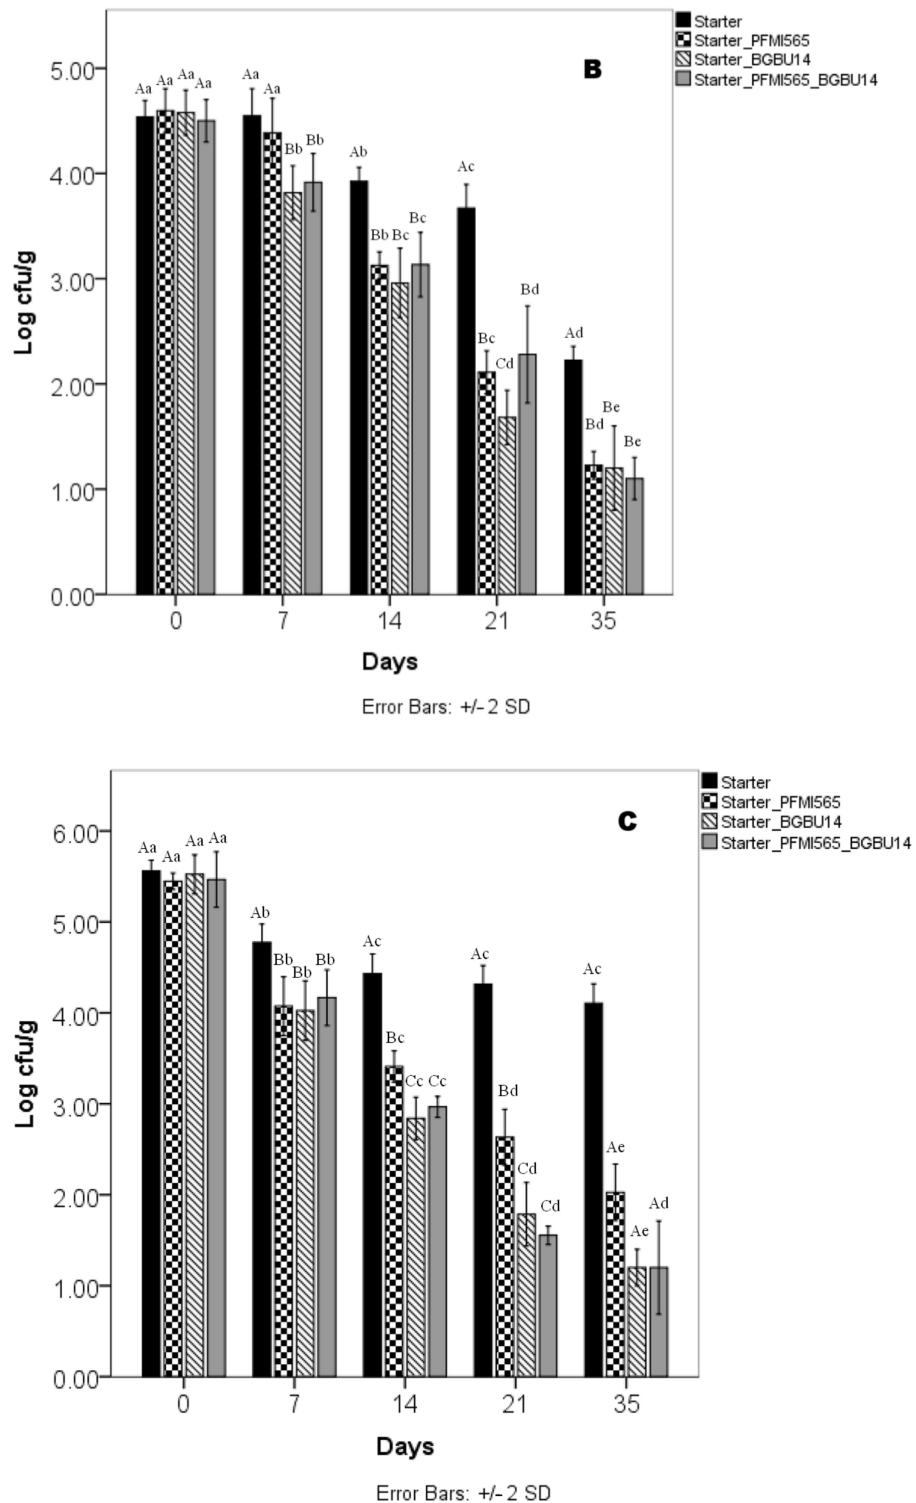 Starter
Starter_PFMI565
Starter_BGBU14
Starter_PFMI565_BGBU14
B
5.00
4.00
3.00
2.00
1.00
0.00
Log cfu/g
Aa Aa Aa Aa
Aa Aa Bb Bb
Ab Bb Bc Bc
Ac Bc Cd Bd
Ad Bd Be Be
0 7 14 21 35
Days
Error Bars: +/- 2 SD
Starter
Starter_PFMI565
Starter_BGBU14
Starter_PFMI565_BGBU14
C
6.00
5.00
4.00
3.00
2.00
1.00
0.00
Log cfu/g
Aa Aa Aa Aa
Ab Bb Bb Bb
Ac Bc Cc Cc
Ac Bd Cd Cd
Ac Ae Ae Ad
0 7 14 21 35
Days
Error Bars: +/- 2 SD